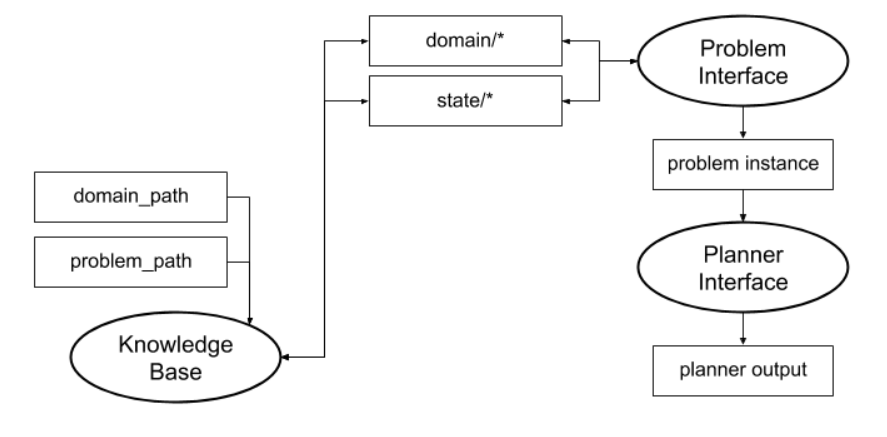 domain/*
state/*
Problem
Interface
problem instance
domain_path
problem_path
Planner
Interface
Knowledge
Base
planner output